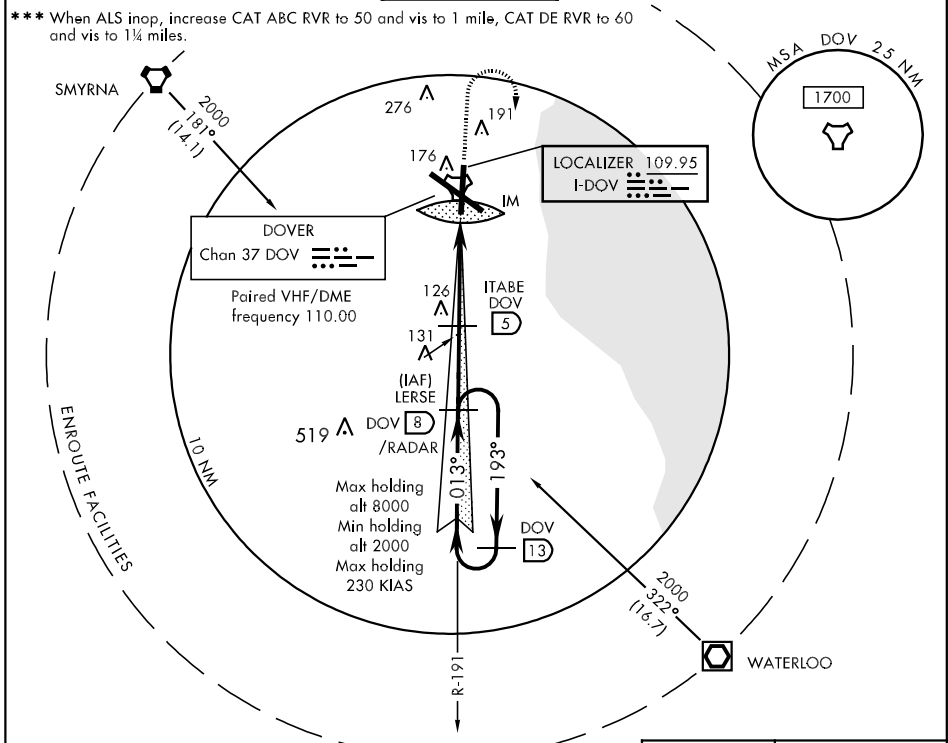 *** When ALS inop, increase CAT ABC RVR to 50 and vis to 1 mile, CAT DE RVR to 60
and vis to 1¼ miles.
MSA DOV 25 NM
1700
SMYRNA
2000
181°
(14.1)
276
191
176
LOCALIZER 109.95
I-DOV
IM
DOVER
Chan 37 DOV
Paired VHF/DME
frequency 110.00
126
ITABE
DOV
5
131
(IAF)
LERSE
DOV 8
/RADAR
519
013°
193°
10 NM
ENROUTE FACILITIES
Max holding
alt 8000
Min holding
alt 2000
Max holding
230 KIAS
DOV
13
2000
322°
(16.7)
WATERLOO
R-191